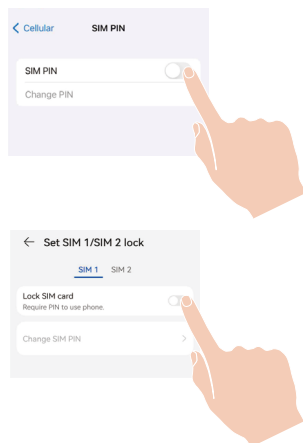 Cellular SIM PIN
SIM PIN
Change PIN
Set SIM 1/SIM 2 lock
SIM 1 SIM 2
Lock SIM card
Require PIN to use phone.
Change SIM PIN